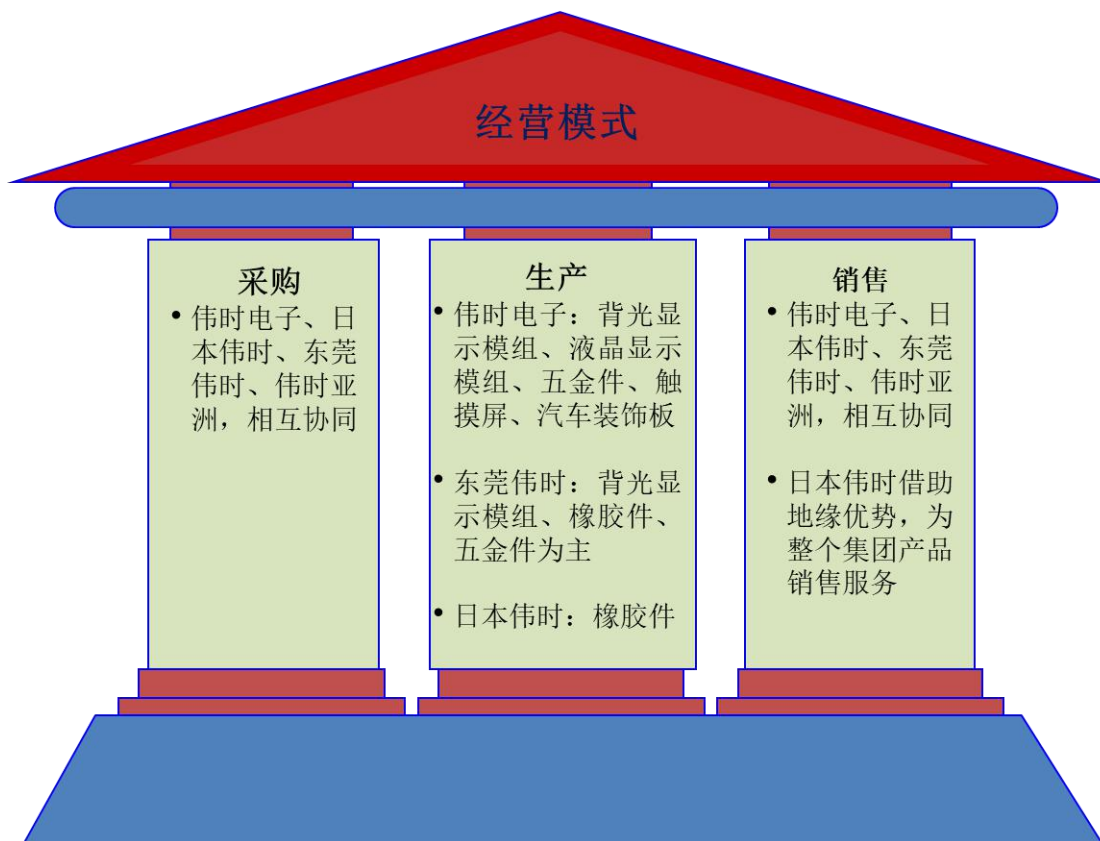 经营模式
采购
• 伟时电子、日
本伟时、东莞
伟时、伟时亚
洲，相互协同
生产
• 伟时电子：背光显
示模组、液晶显示
模组、五金件、触
摸屏、汽车装饰板
• 东莞伟时：背光显
示模组、橡胶件、
五金件为主
• 日本伟时：橡胶件
销售
• 伟时电子、日
本伟时、东莞
伟时、伟时亚
洲，相互协同
• 日本伟时借助
地缘优势，为
整个集团产品
销售服务